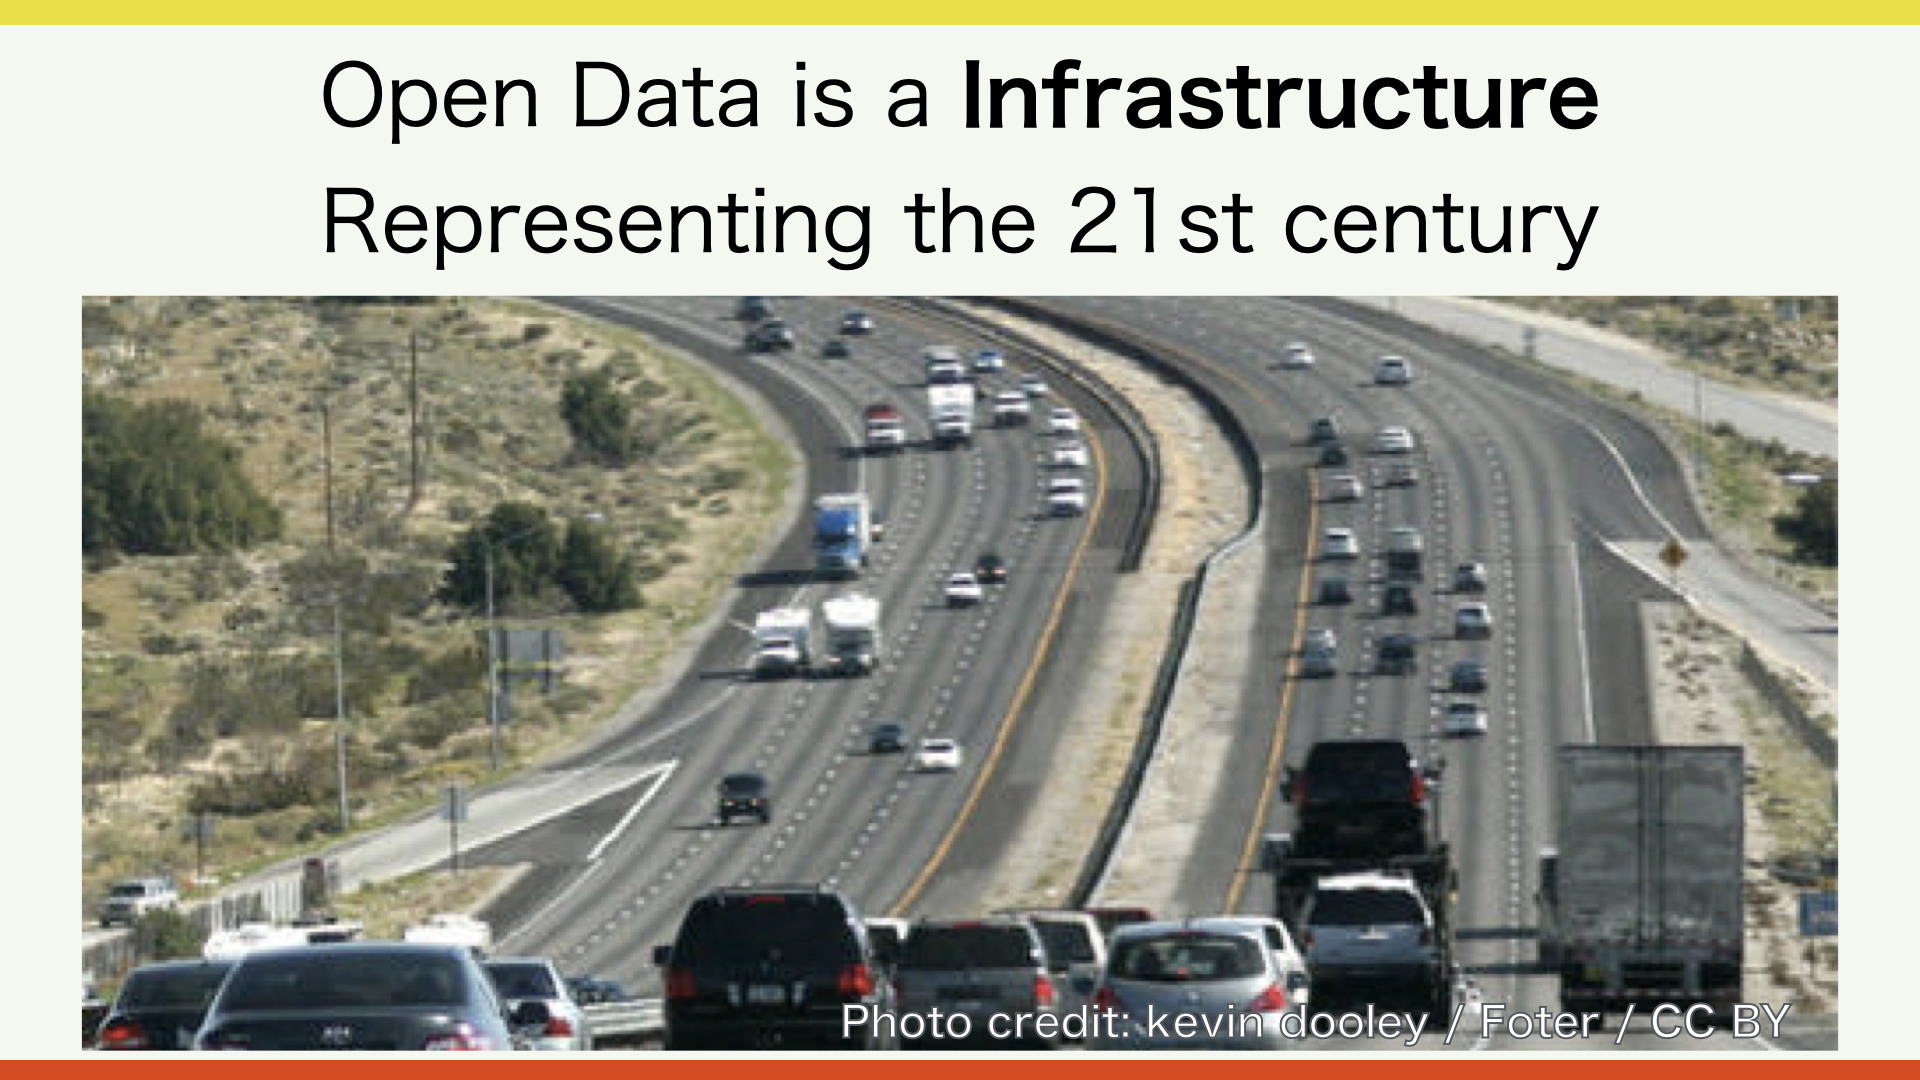 Open Data is a Infrastructure
Representing the 21st century
Photo credit: kevin dooley / Foter / CC BY